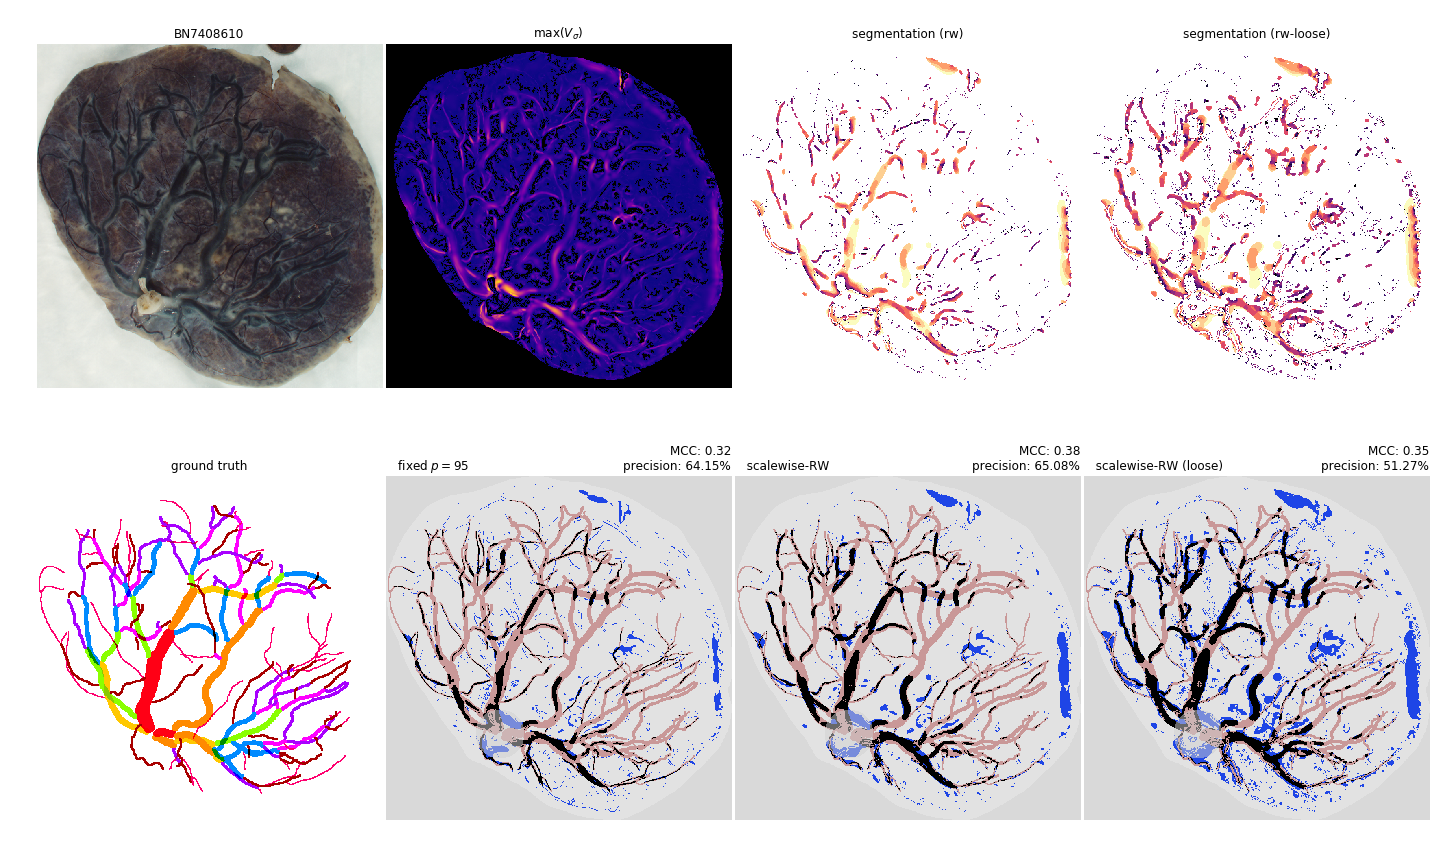 BN7408610
max(V_σ)
segmentation (rw)
segmentation (rw-loose)
ground truth
fixed p = 95
MCC: 0.32
precision: 64.15%
scalewise-RW
MCC: 0.38
precision: 65.08%
scalewise-RW (loose)
MCC: 0.35
precision: 51.27%